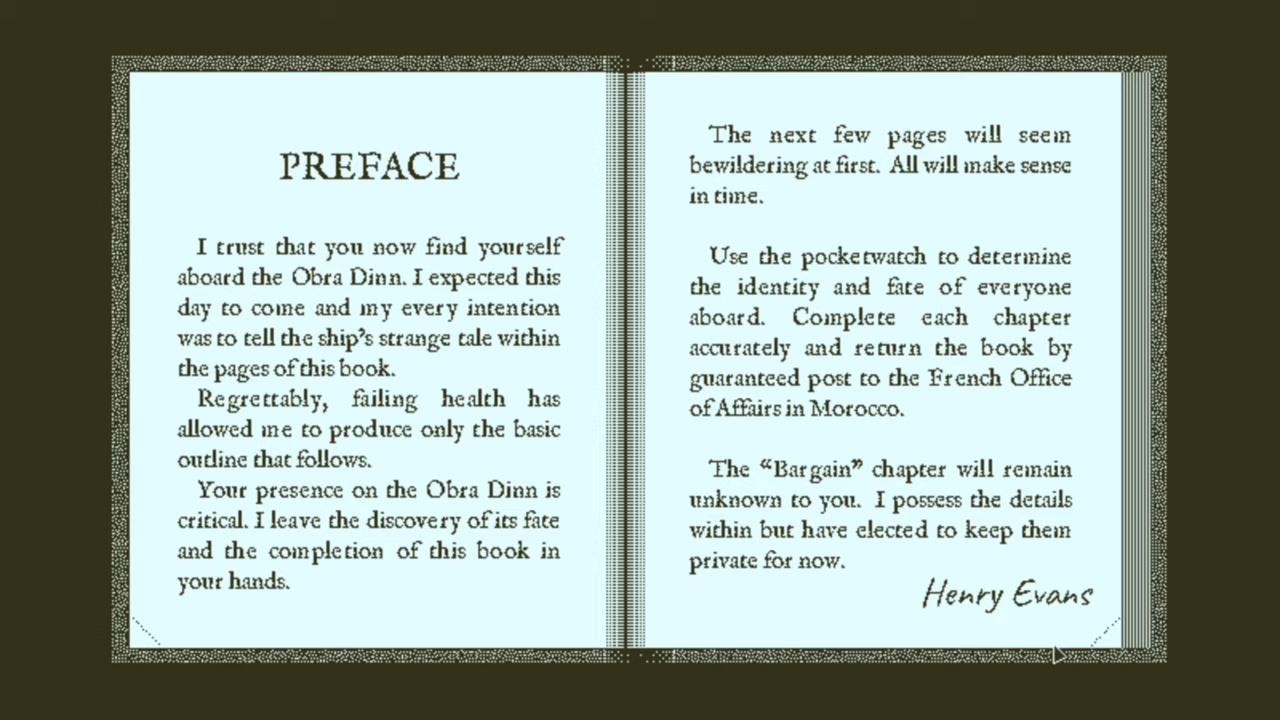 PREFACE
I trust that you now find yourself
aboard the Obra Dinn. I expected this
day to come and my every intention
was to tell the ship's strange tale within
the pages of this book.
Regrettably, failing health has
allowed me to produce only the basic
outline that follows.
Your presence on the Obra Dinn is
critical. I leave the discovery of its fate
and the completion of this book in
your hands.
The next few pages will seem
bewildering at first. All will make sense
in time.
Use the pocketwatch to determine
the identity and fate of everyone
aboard. Complete each chapter
accurately and return the book by
guaranteed post to the French Office
of Affairs in Morocco.
The “Bargain” chapter will remain
unknown to you. I possess the details
within but have elected to keep them
private for now.
Henry Evans